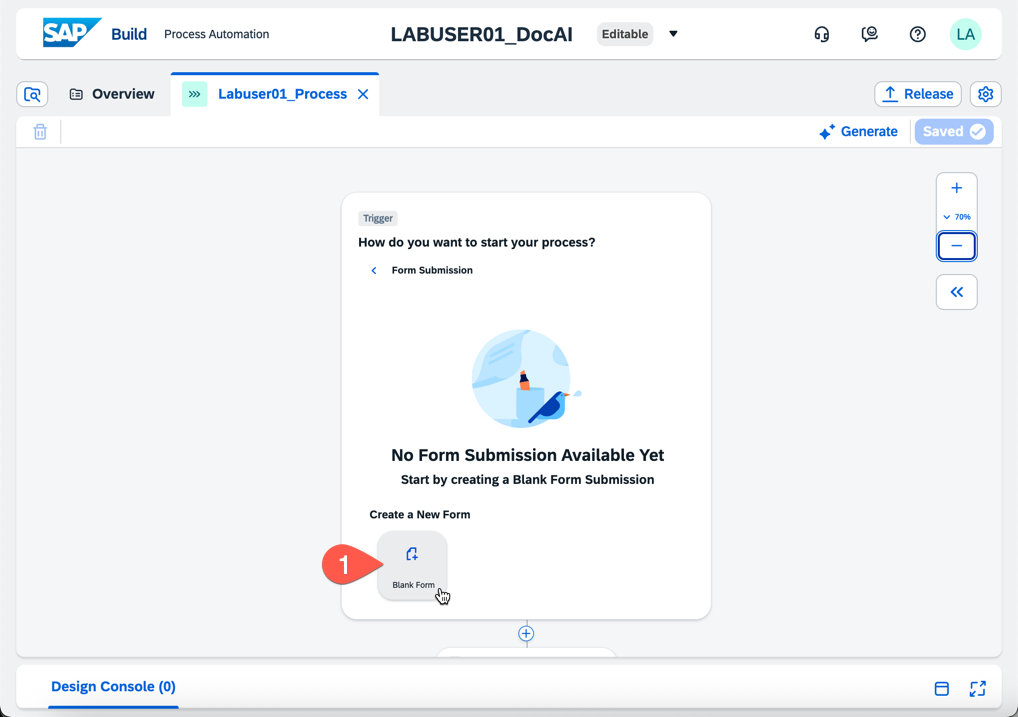 SAP Build Process Automation LABUSER01_DocAI Editable LA
Overview Labuser01_Process Release
Generate Saved
Trigger
How do you want to start your process?
70%
Form Submission
No Form Submission Available Yet
Start by creating a Blank Form Submission
Create a New Form
1
Blank Form
Design Console (0)